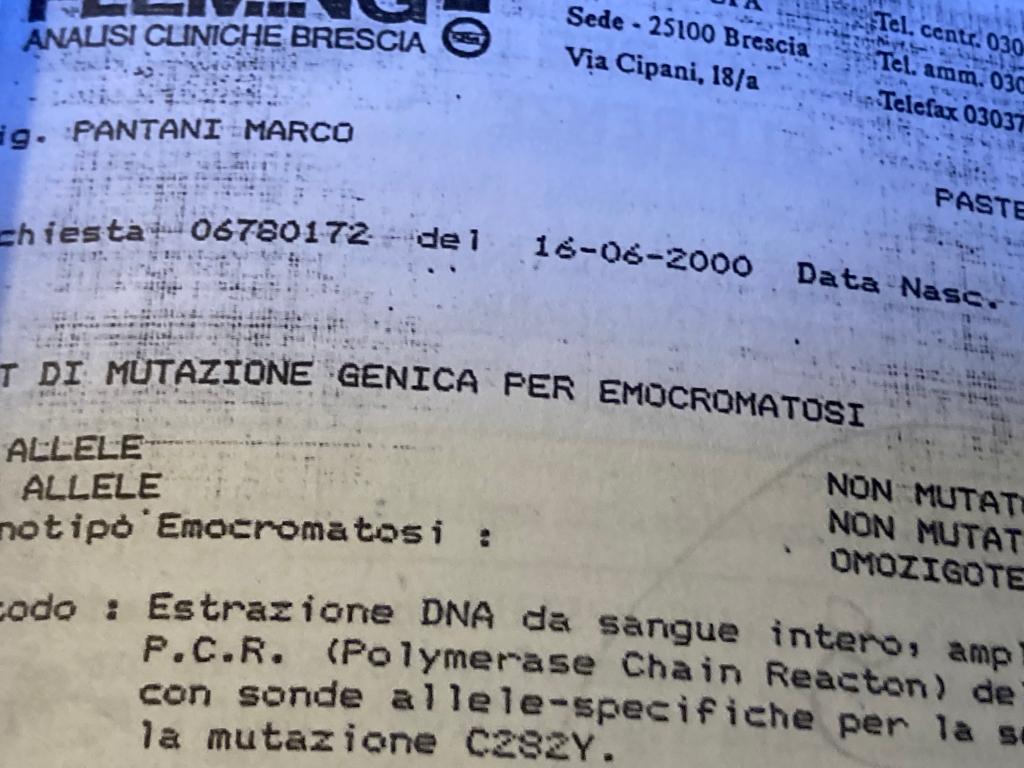 FLEMING
ANALISI CLINICHE BRESCIA
Sede - 25100 Brescia
Via Cipani, 18/a
Tel. centr. 030
Tel. amm. 030
Telefax 03037
ig. PANTANI MARCO
PASTE
chiesta 06780172 del 16-06-2000 Data Nasc.
T DI MUTAZIONE GENICA PER EMOCROMATOSI
ALLELE NON MUTATO
ALLELE NON MUTAT
notipo Emocromatosi : OMOZIGOTE
todo : Estrazione DNA da sangue intero, ampl
P.C.R. (Polymerase Chain Reacton) de
con sonde allele-specifiche per la s
la mutazione C282Y.